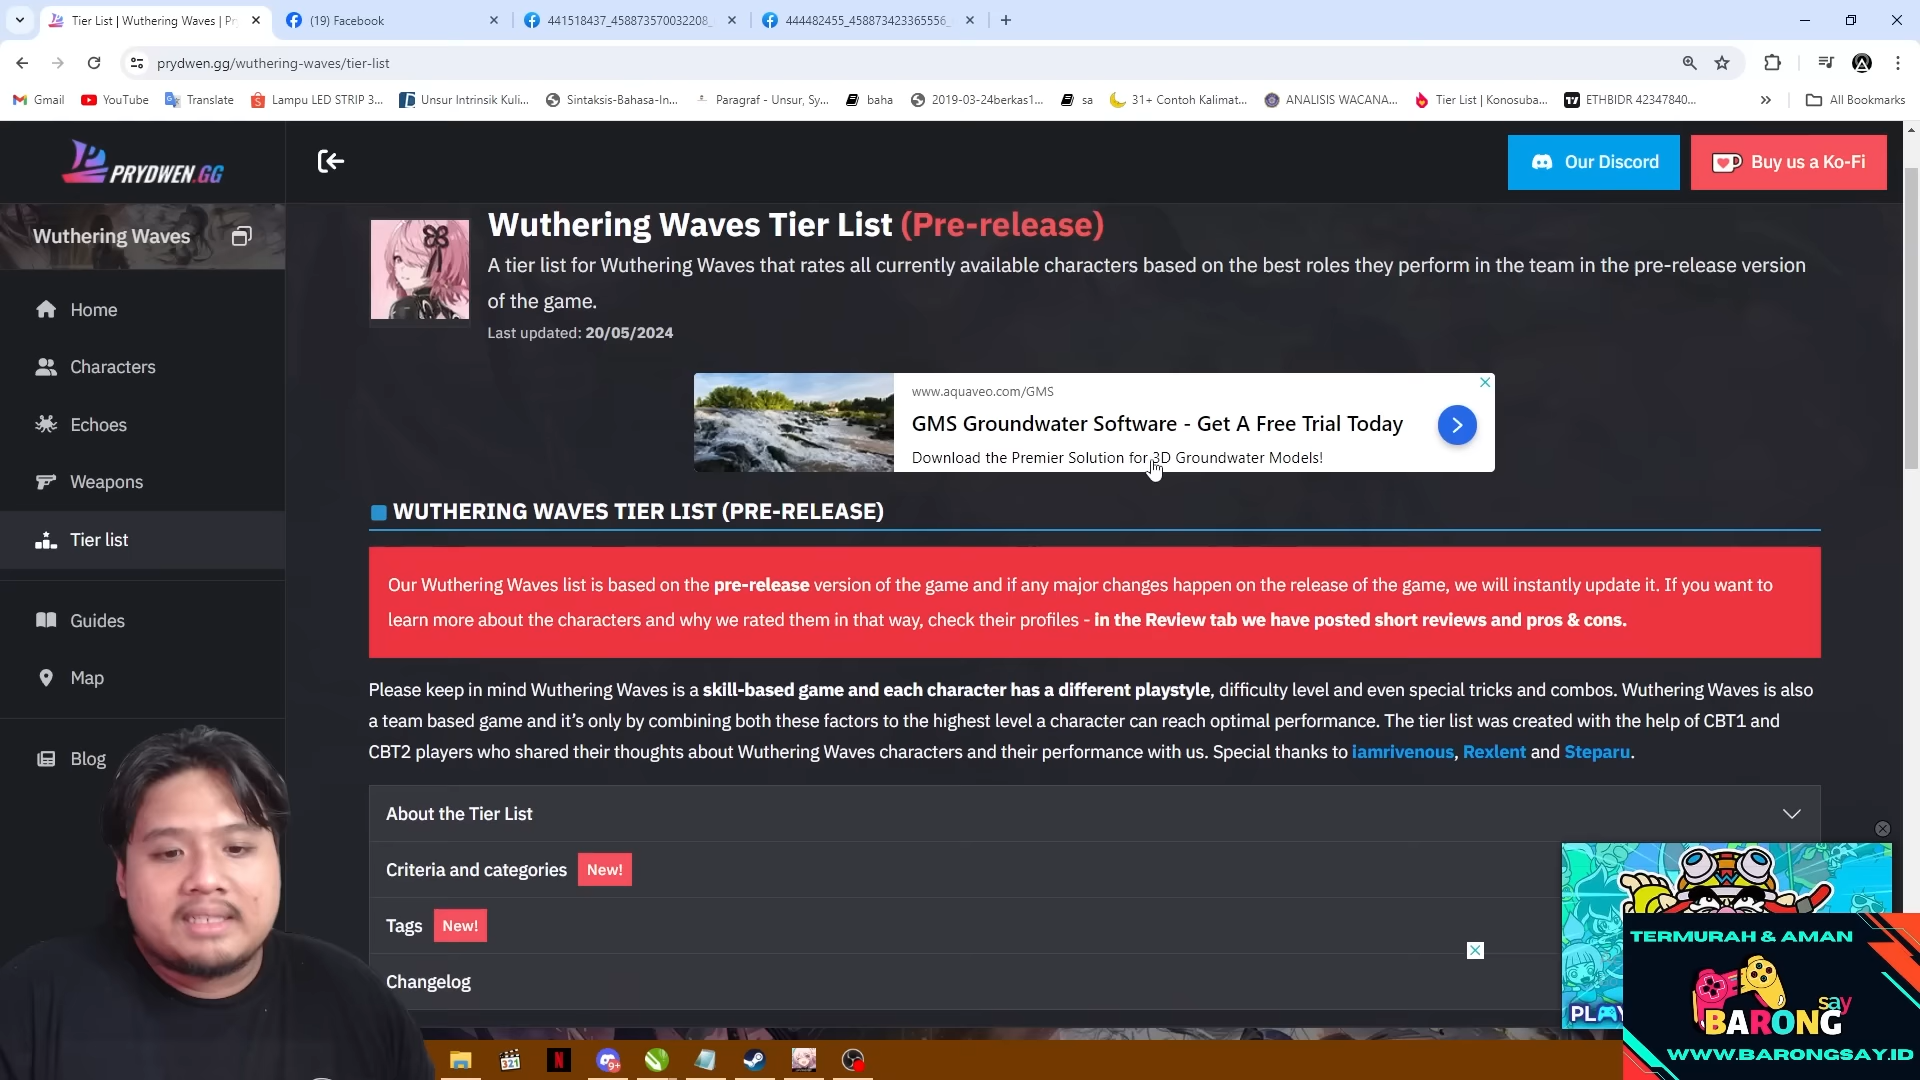 Tier List | Wuthering Waves | Pr
(19) Facebook
441518437_458873570032208_
444482455_458873423365556_
prydwen.gg/wuthering-waves/tier-list
Gmail
YouTube
Translate
Lampu LED STRIP 3...
Unsur Intrinsik Kuli...
Sintaksis-Bahasa-In...
Paragraf - Unsur, Sy...
baha
2019-03-24berkas1...
sa
31+ Contoh Kalimat...
ANALISIS WACANA...
Tier List | Konosuba...
ETHBIDR 42347840...
All Bookmarks
PRYDWEN.GG
Our Discord
Buy us a Ko-Fi
Wuthering Waves
Home
Characters
Echoes
Weapons
Tier list
Guides
Map
Blog
Wuthering Waves Tier List (Pre-release)
A tier list for Wuthering Waves that rates all currently available characters based on the best roles they perform in the team in the pre-release version
of the game.
Last updated: 20/05/2024
www.aquaveo.com/GMS
GMS Groundwater Software - Get A Free Trial Today
Download the Premier Solution for 3D Groundwater Models!
WUTHERING WAVES TIER LIST (PRE-RELEASE)
Our Wuthering Waves list is based on the pre-release version of the game and if any major changes happen on the release of the game, we will instantly update it. If you want to
learn more about the characters and why we rated them in that way, check their profiles - in the Review tab we have posted short reviews and pros & cons.
Please keep in mind Wuthering Waves is a skill-based game and each character has a different playstyle, difficulty level and even special tricks and combos. Wuthering Waves is also
a team based game and it's only by combining both these factors to the highest level a character can reach optimal performance. The tier list was created with the help of CBT1 and
CBT2 players who shared their thoughts about Wuthering Waves characters and their performance with us. Special thanks to iamrivenous, Rexlent and Steparu.
About the Tier List
Criteria and categories New!
Tags New!
Changelog
PLAY
TERMURAH & AMAN
say
BARONG
WWW.BARONGSAY.ID
321
9+